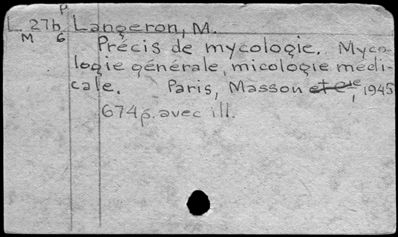 P.
L. 27b Langeron, M.
M 6 Précis de mycologie. Myco-
logie générale, micologie médi-
cale. Paris, Masson et Cie, 1945
674p. avec ill.